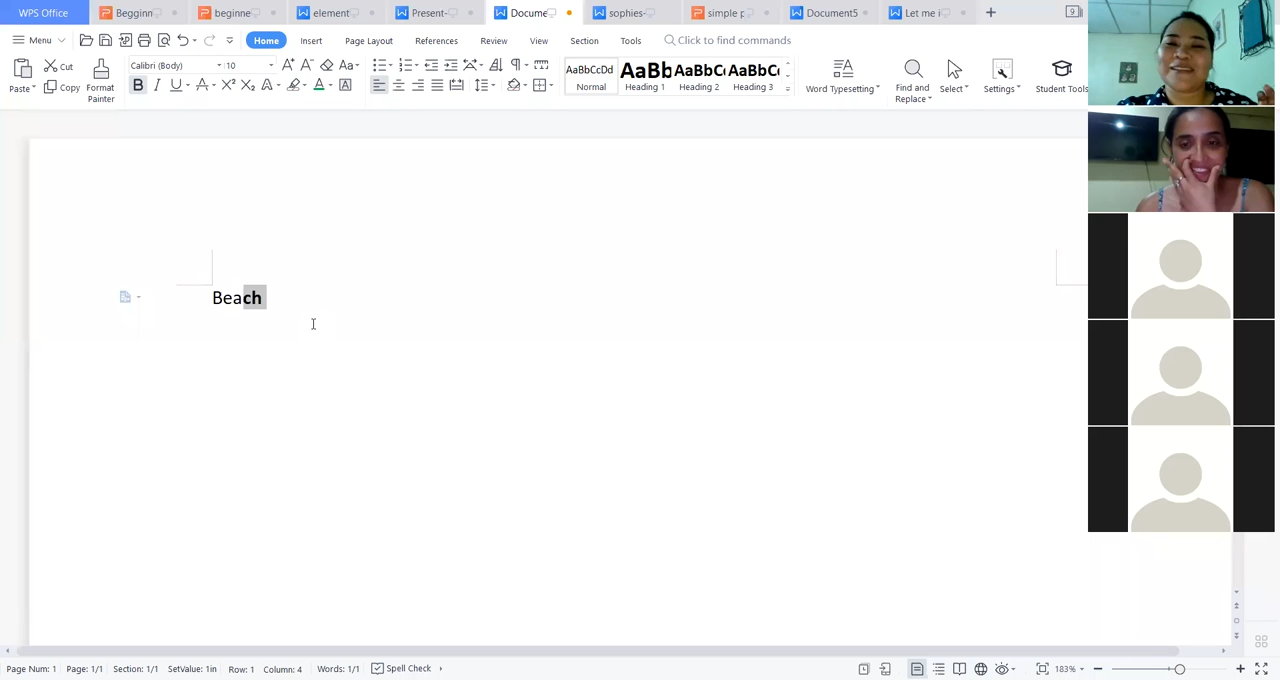 WPS Office Beggin beginne element Present- Docume sophies- simple p Document5 Let me i 9
Menu Home Insert Page Layout References Review View Section Tools Click to find commands
Paste Cut Copy Format Painter Calibri (Body) 10 AaBbCcDd Normal AaBb Heading 1 AaBbC Heading 2 AaBbC Heading 3 Word Typesetting Find and Replace Select Settings Student Tools
Beach
Page Num: 1 Page: 1/1 Section: 1/1 SetValue: 1in Row: 1 Column: 4 Words: 1/1 Spell Check 183%